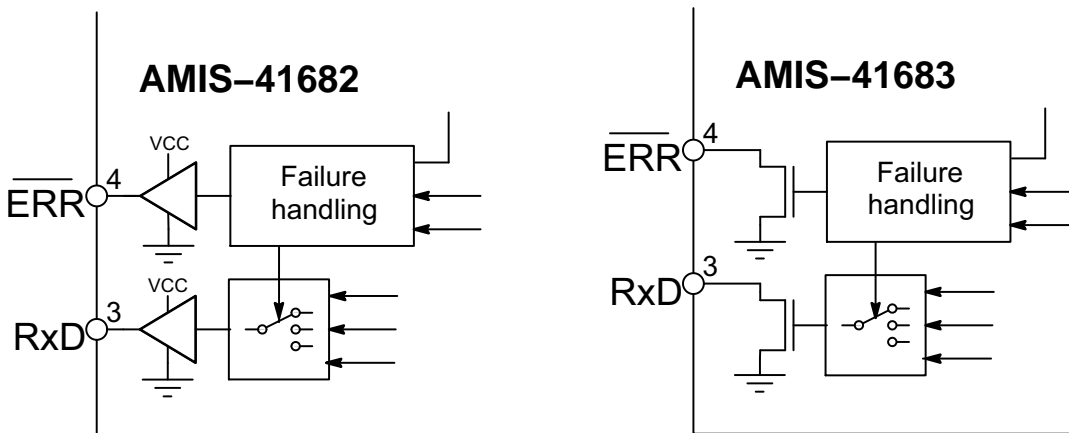 AMIS−41682
VCC
4
ERR
Failure
handling
VCC
3
RxD
AMIS−41683
4
ERR
Failure
handling
3
RxD